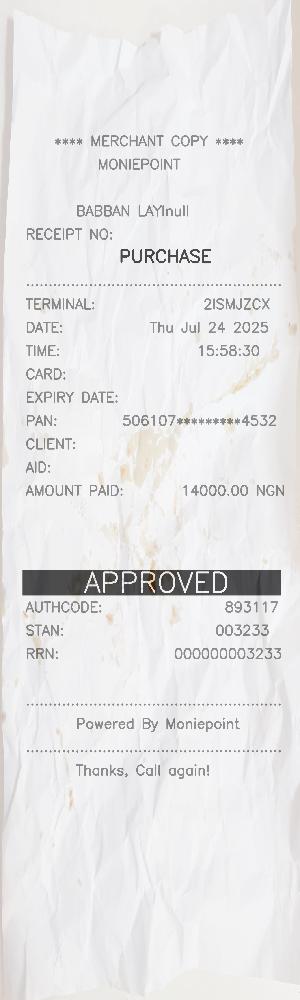 **** MERCHANT COPY ****
MONIEPOINT
BABBAN LAYInull
RECEIPT NO:
PURCHASE
TERMINAL: 2ISMJZCX
DATE: Thu Jul 24 2025
TIME: 15:58:30
CARD:
EXPIRY DATE:
PAN: 506107*********4532
CLIENT:
AID:
AMOUNT PAID: 14000.00 NGN
APPROVED
AUTHCODE: 893117
STAN: 003233
RRN: 000000003233
Powered By Moniepoint
Thanks, Call again!